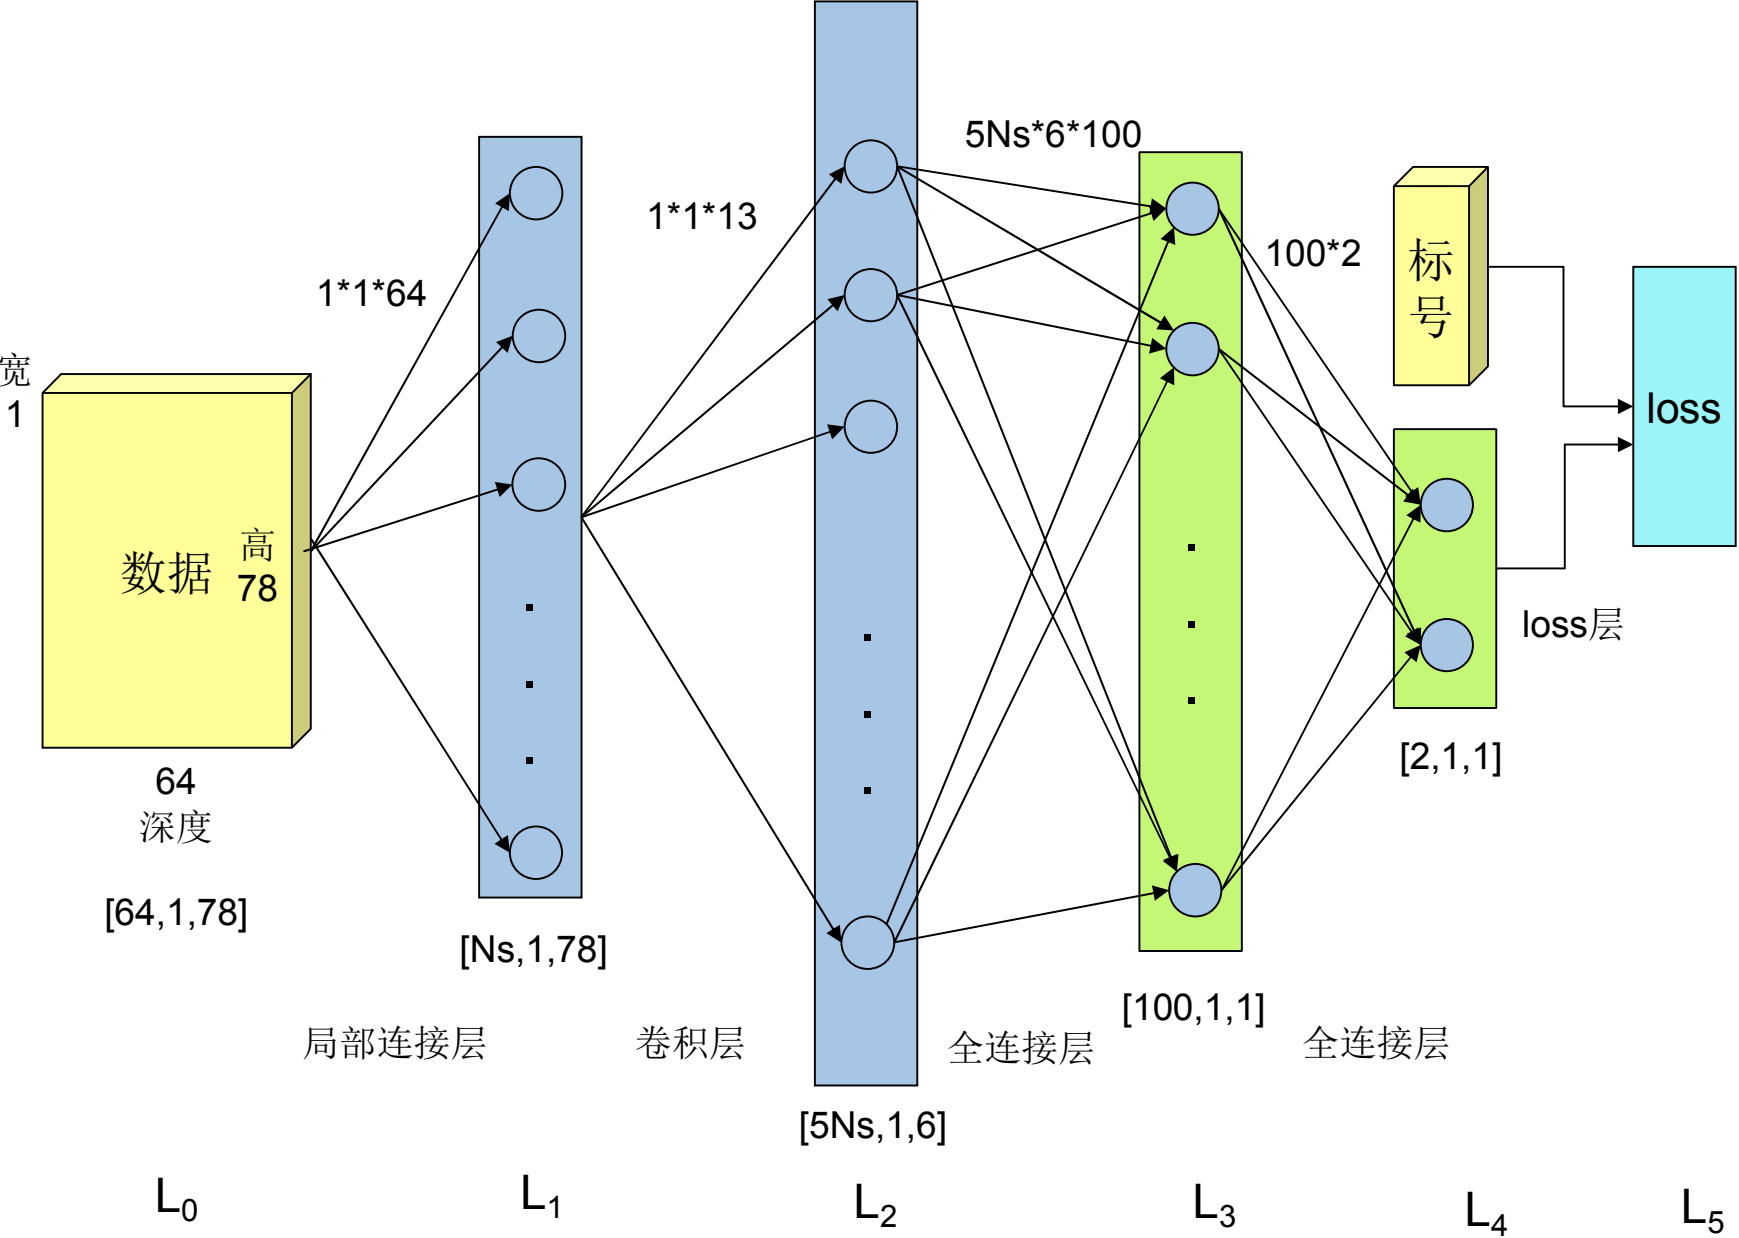 5Ns*6*100
1*1*13
1*1*64
100*2
标
号
宽
1
loss
数据
高
78
loss层
64
深度
[2,1,1]
[64,1,78]
[Ns,1,78]
[100,1,1]
局部连接层
卷积层
全连接层
全连接层
[5Ns,1,6]
L0
L1
L2
L3
L4
L5